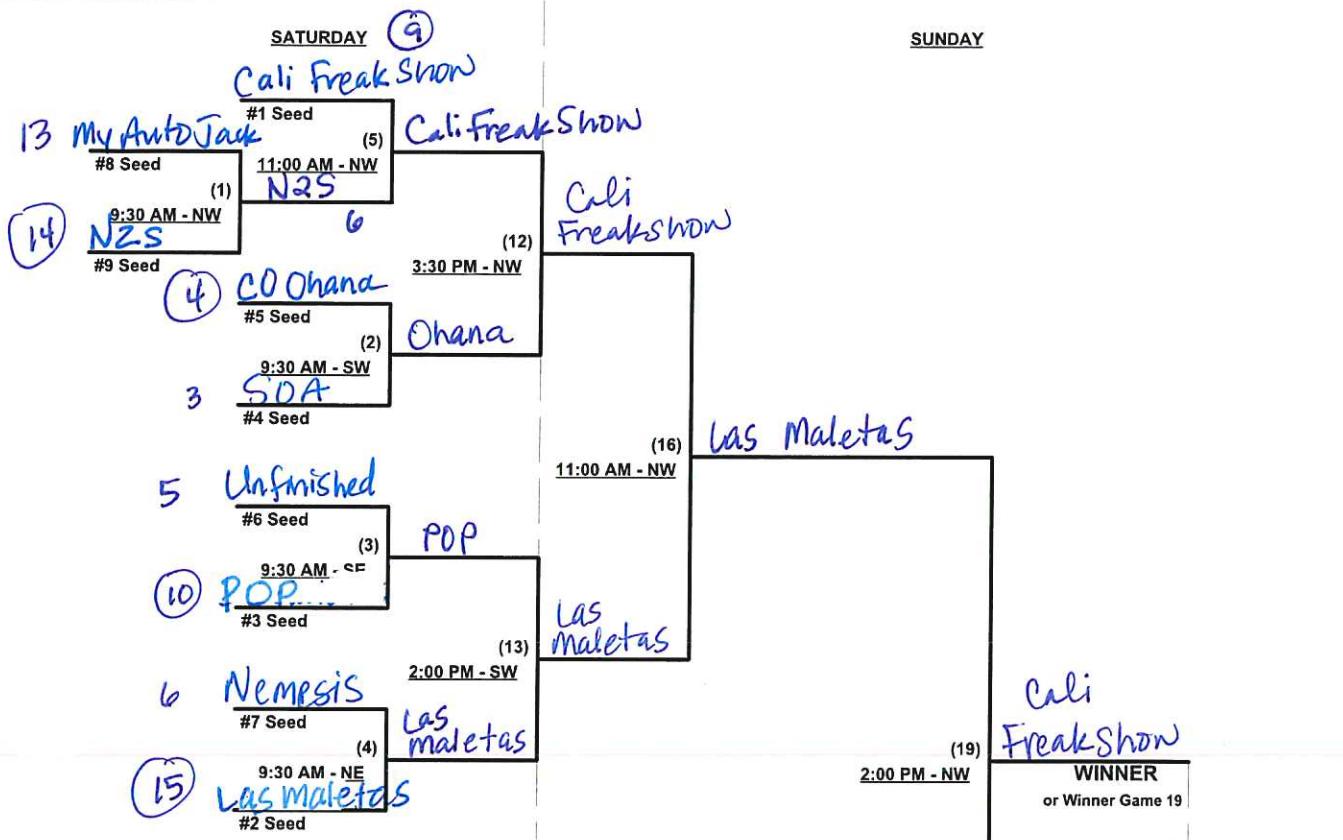 SATURDAY 9
SUNDAY
Cali Freak Show
#1 Seed
13 My Auto Jack
#8 Seed
(5)
Cali Freak Show
11:00 AM - NW
(1)
N2S
9:30 AM - NW
6
14 N2S
#9 Seed
Cali
Freakshow
(12)
3:30 PM - NW
4 CO Ohana
#5 Seed
(2)
Ohana
9:30 AM - SW
3 SOA
#4 Seed
(16)
Las Maletas
11:00 AM - NW
5 Unfinished
#6 Seed
(3)
POP
9:30 AM - SE
10 POP
#3 Seed
Las
Maletas
(13)
2:00 PM - SW
6 Nemesis
#7 Seed
Las
maletas
(4)
9:30 AM - NE
15 Las maletas
#2 Seed
Cali
Freak Show
(19)
2:00 PM - NW
WINNER
or Winner Game 19